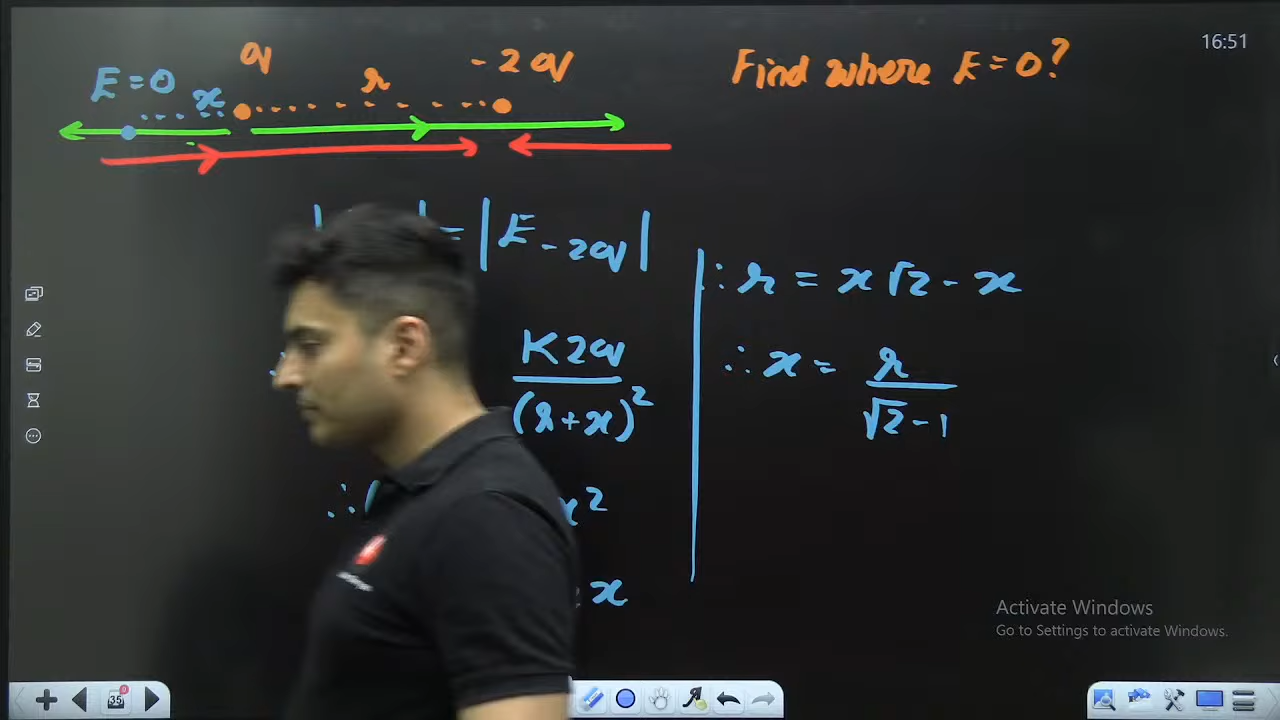 16:51
q
-2q
Find where E=0?
E=0
x
r
= |E₋₂q|
K2q
(r+x)²
∴
x²
x
∴ r = x√2 - x
∴ x = r
√2-1
Activate Windows
Go to Settings to activate Windows.
35